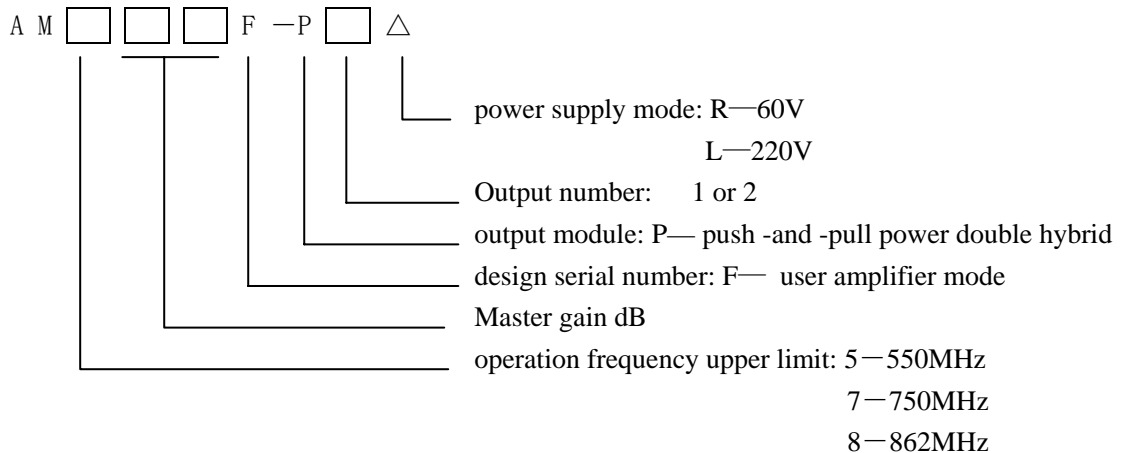 A M □ □ □ F －P □ △
power supply mode: R—60V
L—220V
Output number: 1 or 2
output module: P— push -and -pull power double hybrid
design serial number: F— user amplifier mode
Master gain dB
operation frequency upper limit: 5－550MHz
7－750MHz
8－862MHz